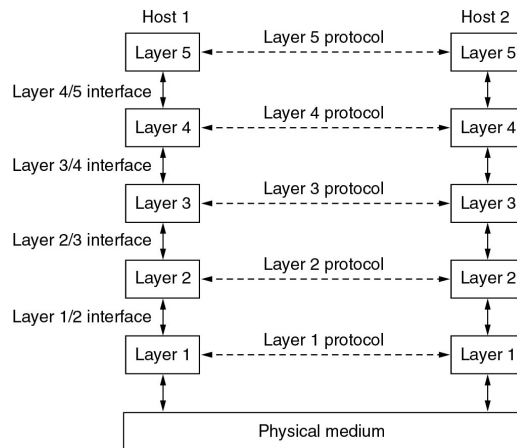 Host 1
Host 2
Layer 5
Layer 5 protocol
Layer 5
Layer 4/5 interface
Layer 4
Layer 4 protocol
Layer 4
Layer 3/4 interface
Layer 3
Layer 3 protocol
Layer 3
Layer 2/3 interface
Layer 2
Layer 2 protocol
Layer 2
Layer 1/2 interface
Layer 1
Layer 1 protocol
Layer 1
Physical medium